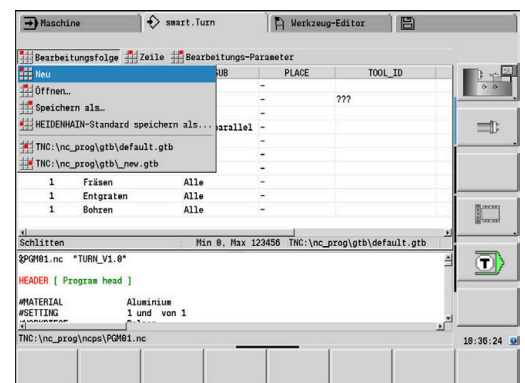 Maschine smart.Turn Werkzeug-Editor
Bearbeitungsfolge Zeile Bearbeitungs-Parameter
Neu SUB PLACE TOOL_ID
Öffnen… -
Speichern als… - ???
HEIDENHAIN-Standard speichern als... parallel -
-
TNC:\nc_prog\gtb\default.gtb -
TNC:\nc_prog\gtb\_new.gtb -
1 Fräsen Alle -
1 Entgraten Alle -
1 Bohren Alle -
Schlitten Min 0, Max 123456 TNC:\nc_prog\gtb\default.gtb
%PGM01.nc "TURN_V1.0"
HEADER [ Program head ]
#MATERIAL Aluminium
#SETTING 1 und von 1
TNC:\nc_prog\ncps\PGM01.nc
18:36:24
T